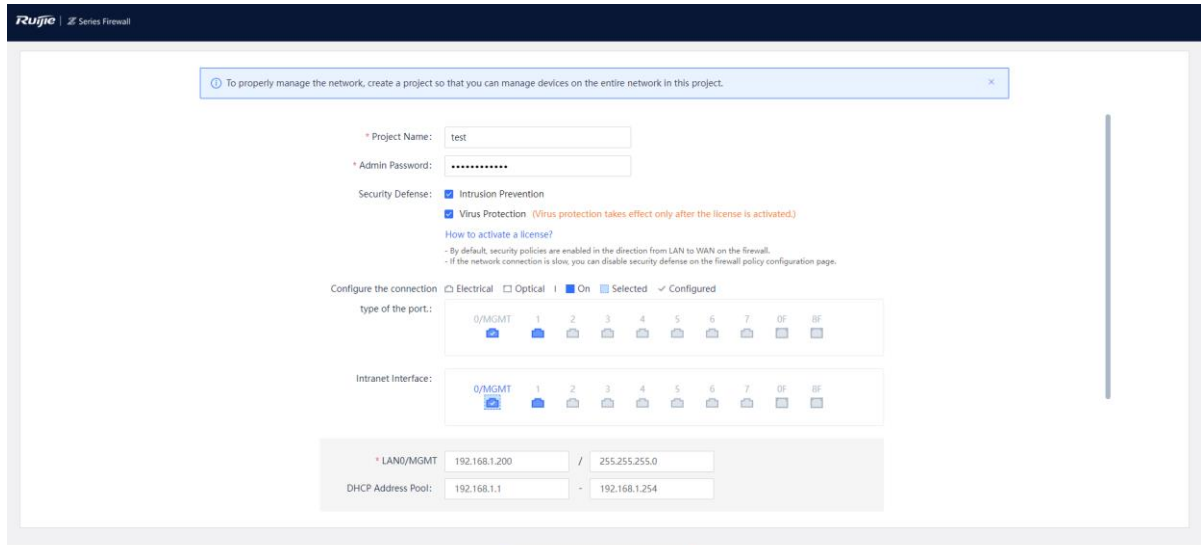 Ruijie | Z Series Firewall
To properly manage the network, create a project so that you can manage devices on the entire network in this project. ×
* Project Name: test
* Admin Password: ••••••••••••
Security Defense: Intrusion Prevention
Virus Protection (Virus protection takes effect only after the license is activated.)
How to activate a license?
- By default, security policies are enabled in the direction from LAN to WAN on the firewall.
- If the network connection is slow, you can disable security defense on the firewall policy configuration page.
Configure the connection Electrical Optical | On Selected ✓ Configured
type of the port.:
0/MGMT 1 2 3 4 5 6 7 0F 8F
Intranet Interface:
0/MGMT 1 2 3 4 5 6 7 0F 8F
* LAN0/MGMT 192.168.1.200 / 255.255.255.0
DHCP Address Pool: 192.168.1.1 - 192.168.1.254